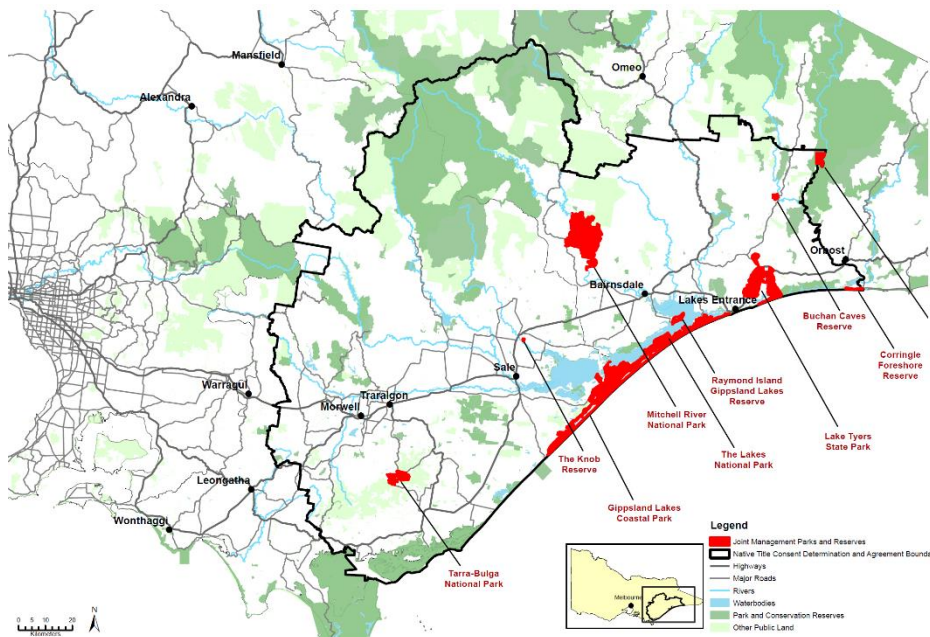 Mansfield
Omeo
Alexandra
Orbost
Bairnsdale
Lakes Entrance
Buchan Caves
Reserve
Sale
Corringle
Foreshore
Reserve
Raymond Island
Gippsland Lakes
Reserve
Warragul
Traralgon
Morwell
Mitchell River
National Park
Lake Tyers
State Park
The Lakes
National Park
The Knob
Reserve
Leongatha
Gippsland Lakes
Coastal Park
Wonthaggi
Tarra-Bulga
National Park
Legend
Joint Management Parks and Reserves
Native Title Consent Determination and Agreement Bounda
Highways
Major Roads
Rivers
Waterbodies
Park and Conservation Reserves
Other Public Land
Melbourne
N
0 5 10 20
Kilometers